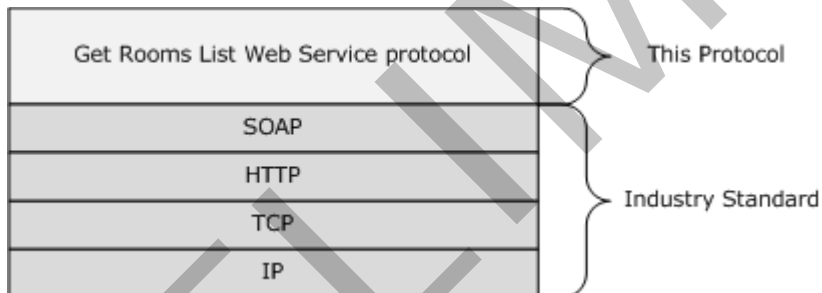 Get Rooms List Web Service protocol
This Protocol
SOAP
HTTP
Industry Standard
TCP
IP